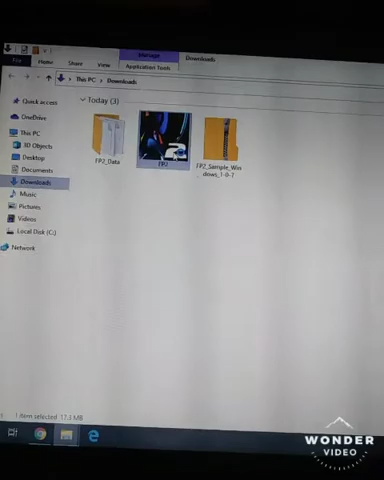 Manage
Downloads
File
Home
Share
View
Application Tools
This PC > Downloads
Quick access
OneDrive
This PC
3D Objects
Desktop
Documents
Downloads
Music
Pictures
Videos
Local Disk (C:)
Network
Today (3)
FP2_Data
FP2
FP2_Sample_Win
dows_1-0-7
1 item selected 17.3 MB
WONDER
VIDEO